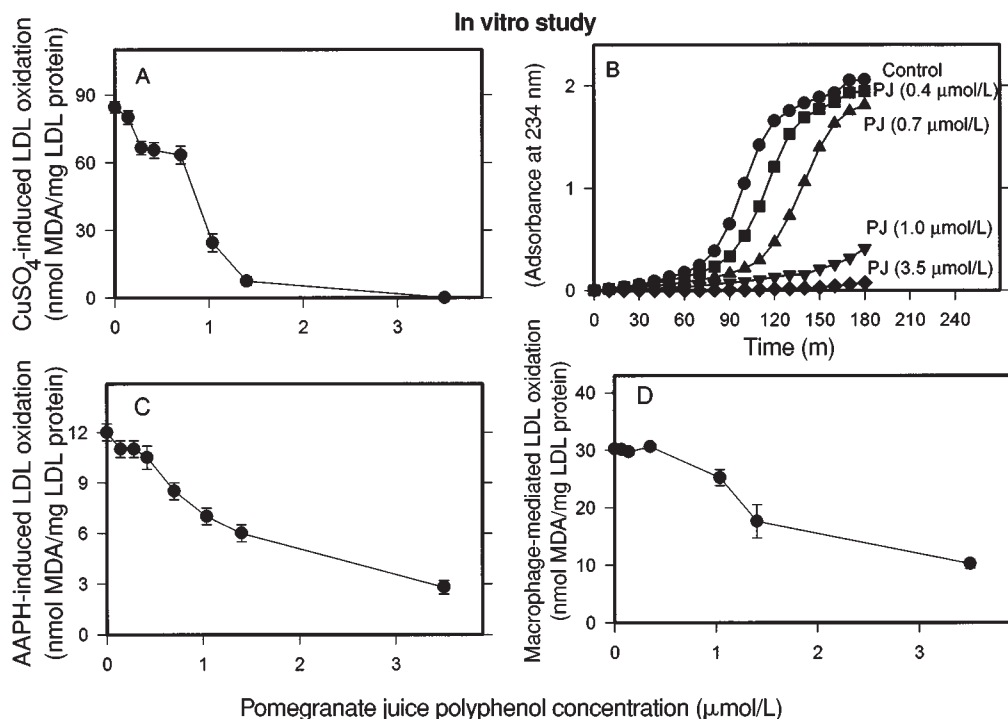 In vitro study
A
CuSO4-induced LDL oxidation
(nmol MDA/mg LDL protein)
90
60
30
0
0 1 2 3
B
(Adsorbance at 234 nm)
2
1
0
Control
PJ (0.4 μmol/L)
PJ (0.7 μmol/L)
PJ (1.0 μmol/L)
PJ (3.5 μmol/L)
0 30 60 90 120 150 180 210 240
Time (m)
C
AAPH-induced LDL oxidation
(nmol MDA/mg LDL protein)
12
9
6
3
0
0 1 2 3
D
Macrophage-mediated LDL oxidation
(nmol MDA/mg LDL protein)
40
30
20
10
0
0 1 2 3
Pomegranate juice polyphenol concentration (μmol/L)